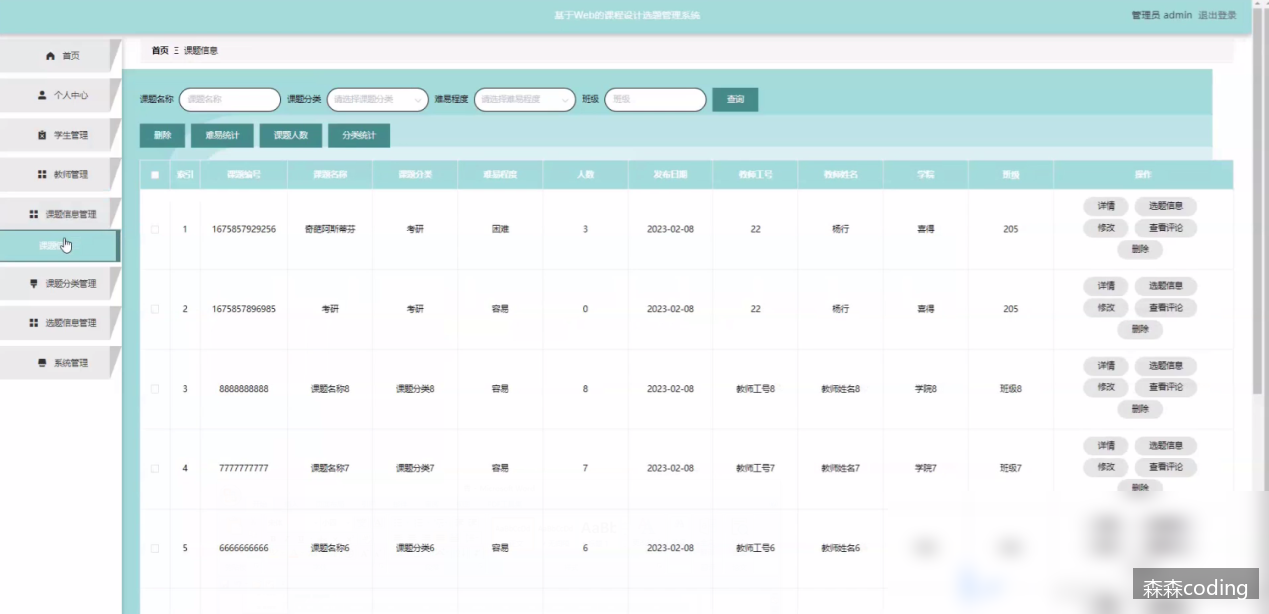 基于Web的课程设计选题管理系统
管理员 admin 退出登录
首页
个人中心
学生管理
教师管理
课题信息管理
课题
课题分类管理
选题信息管理
系统管理
首页 Ξ 课题信息
课题名称 课题名称 课题分类 请选择课题分类 难易程度 请选择难易程度 班级 班级 查询
删除 难易统计 课题人数 分类统计
索引 课题编号 课题名称 课题分类 难易程度 人数 发布日期 教师工号 教师姓名 学院 班级 操作
1 1675857929256 奇葩阿斯蒂芬 考研 困难 3 2023-02-08 22 杨行 喜得 205 详情 选题信息
修改 查看评论
删除
2 1675857896985 考研 考研 容易 0 2023-02-08 22 杨行 喜得 205 详情 选题信息
修改 查看评论
删除
3 8888888888 课题名称8 课题分类8 容易 8 2023-02-08 教师工号8 教师姓名8 学院8 班级8 详情 选题信息
修改 查看评论
删除
4 7777777777 课题名称7 课题分类7 容易 7 2023-02-08 教师工号7 教师姓名7 学院7 班级7 详情 选题信息
修改 查看评论
删除
5 6666666666 课题名称6 课题分类6 容易 6 2023-02-08 教师工号6 教师姓名6
森森coding